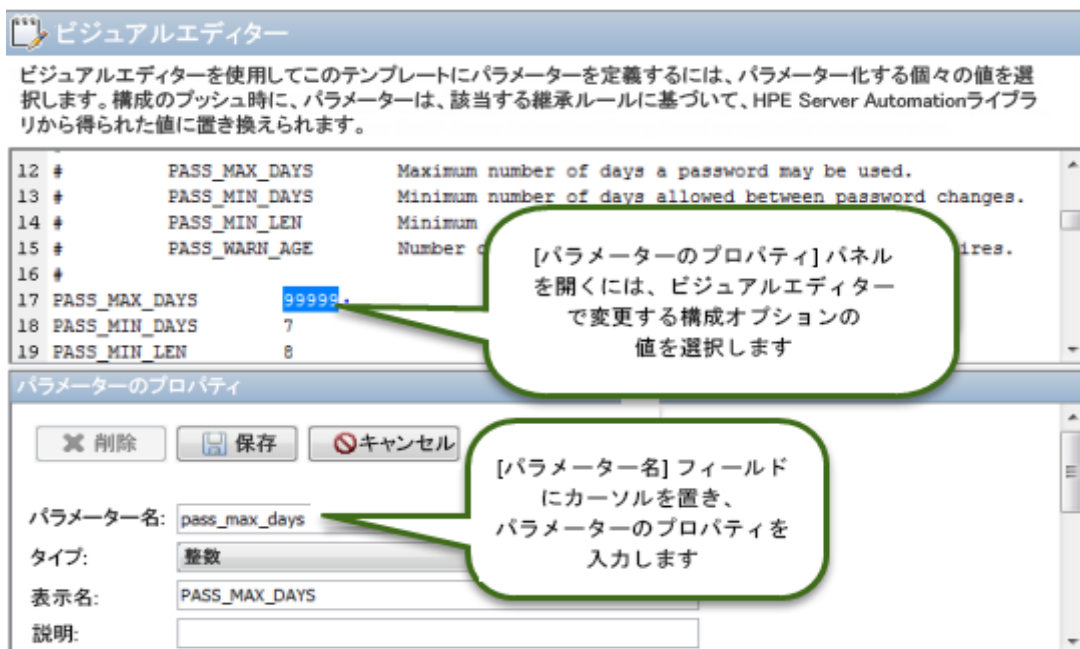 ビジュアルエディター
ビジュアルエディターを使用してこのテンプレートにパラメーターを定義するには、パラメーター化する個々の値を選
択します。構成のプッシュ時に、パラメーターは、該当する継承ルールに基づいて、HPE Server Automationライブラ
リから得られた値に置き換えられます。
12 # PASS_MAX_DAYS Maximum number of days a password may be used.
13 # PASS_MIN_DAYS Minimum number of days allowed between password changes.
14 # PASS_MIN_LEN Minimum
15 # PASS_WARN_AGE Number ires.
16 #
17 PASS_MAX_DAYS 99999
18 PASS_MIN_DAYS 7
19 PASS_MIN_LEN 8
[パラメーターのプロパティ] パネル
を開くには、ビジュアルエディター
で変更する構成オプションの
値を選択します
パラメーターのプロパティ
削除 保存 キャンセル
[パラメーター名] フィールド
にカーソルを置き、
パラメーターのプロパティを
入力します
パラメーター名: pass_max_days
タイプ: 整数
表示名: PASS_MAX_DAYS
説明: